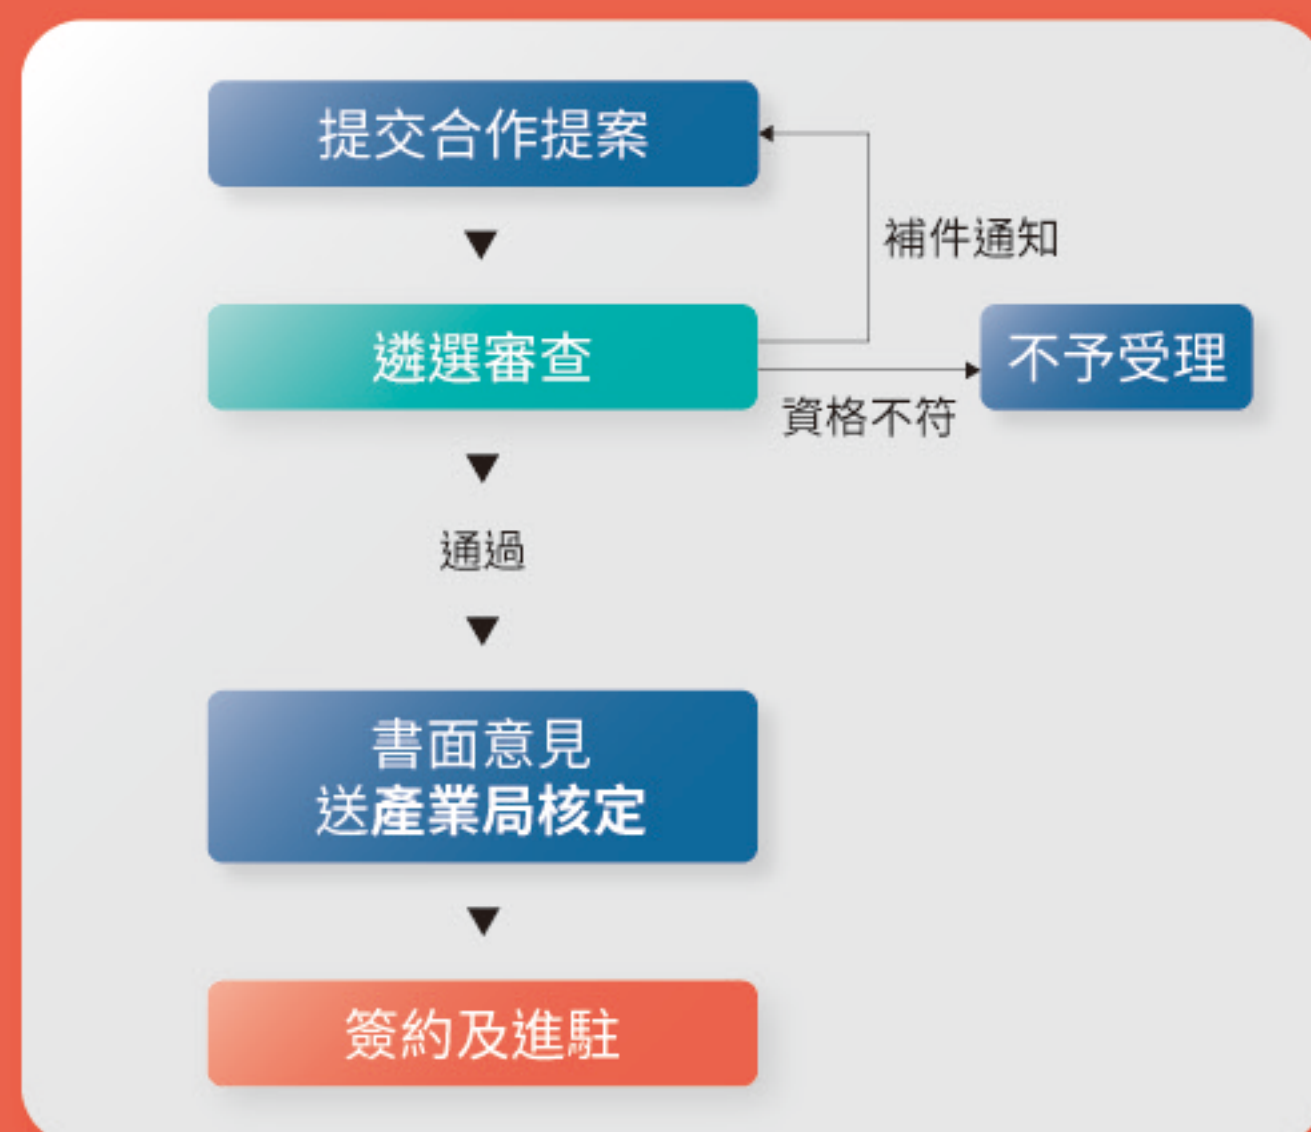 提交合作提案
補件通知
遴選審查
不予受理
資格不符
通過
書面意見
送產業局核定
簽約及進駐